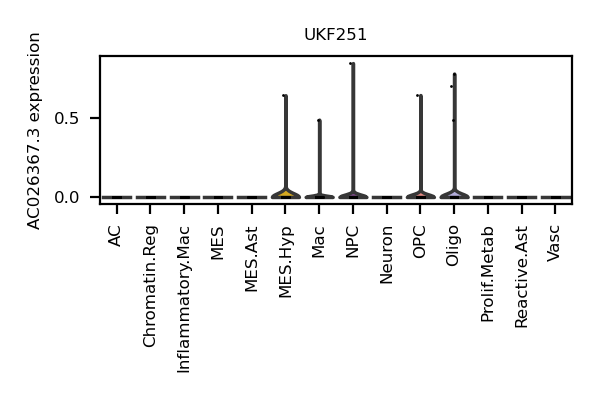 UKF251
AC026367.3 expression
0.5
0.0
AC
Chromatin.Reg
Inflammatory.Mac
MES
MES.Ast
MES.Hyp
Mac
NPC
Neuron
OPC
Oligo
Prolif.Metab
Reactive.Ast
Vasc